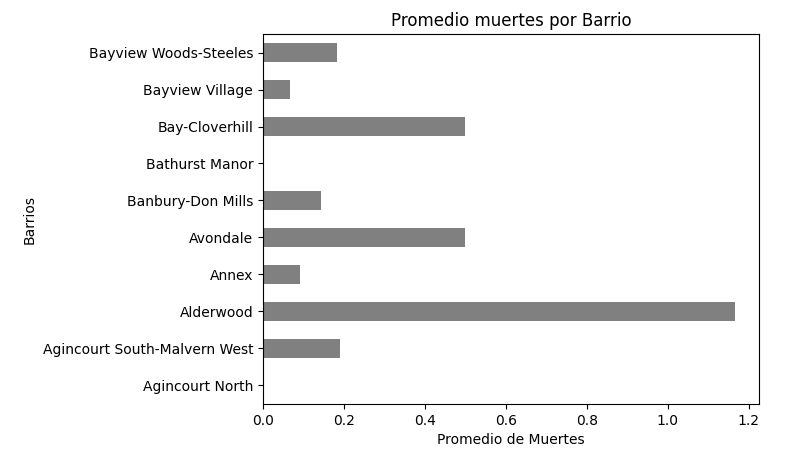 Promedio muertes por Barrio
Barrios
Bayview Woods-Steeles
Bayview Village
Bay-Cloverhill
Bathurst Manor
Banbury-Don Mills
Avondale
Annex
Alderwood
Agincourt South-Malvern West
Agincourt North
0.0 0.2 0.4 0.6 0.8 1.0 1.2
Promedio de Muertes